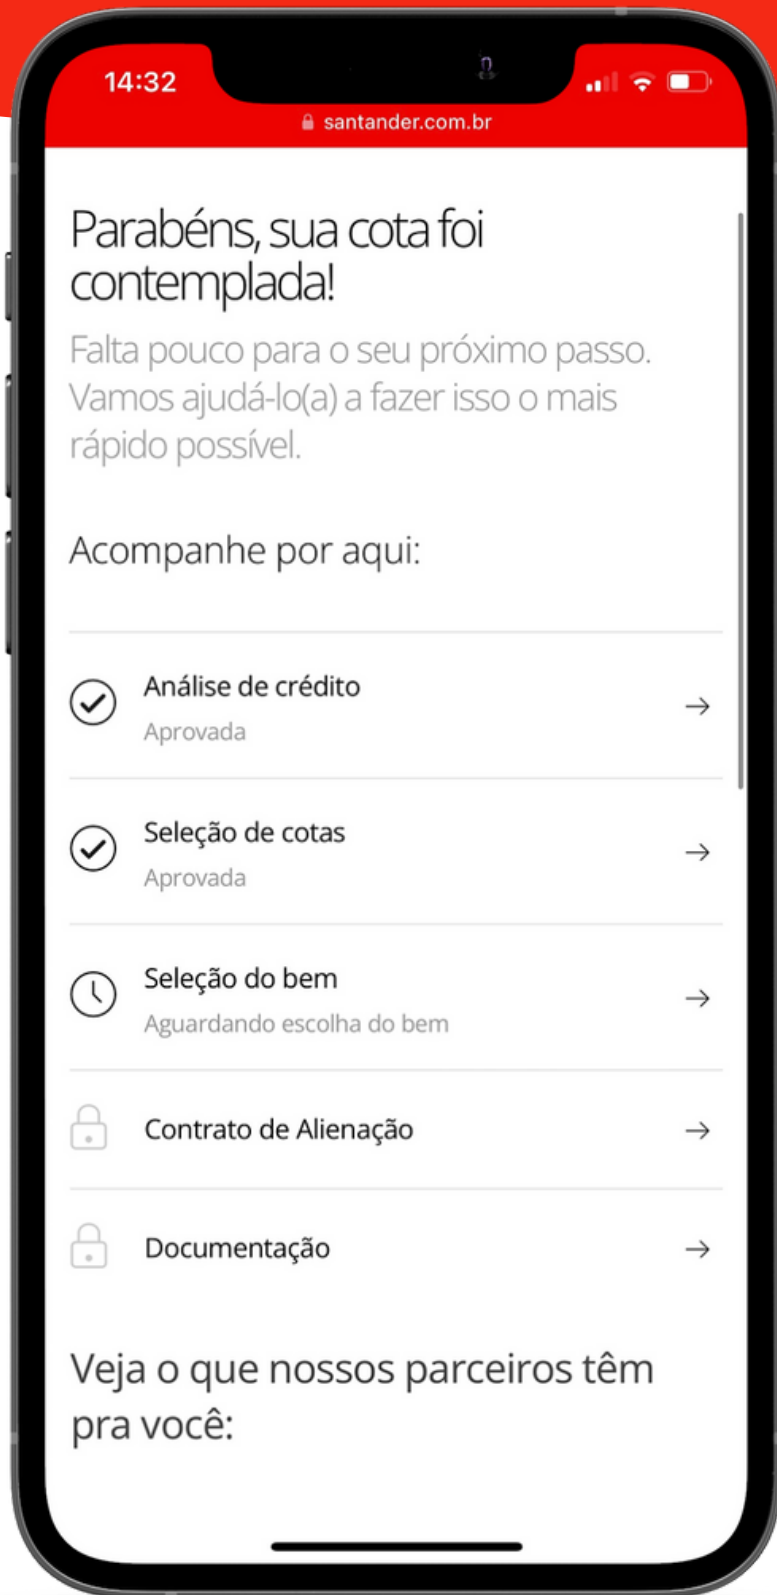 14:32
santander.com.br
Parabéns, sua cota foi
contemplada!
Falta pouco para o seu próximo passo.
Vamos ajudá-lo(a) a fazer isso o mais
rápido possível.
Acompanhe por aqui:
Análise de crédito
Aprovada
Seleção de cotas
Aprovada
Seleção do bem
Aguardando escolha do bem
Contrato de Alienação
Documentação
Veja o que nossos parceiros têm
pra você: